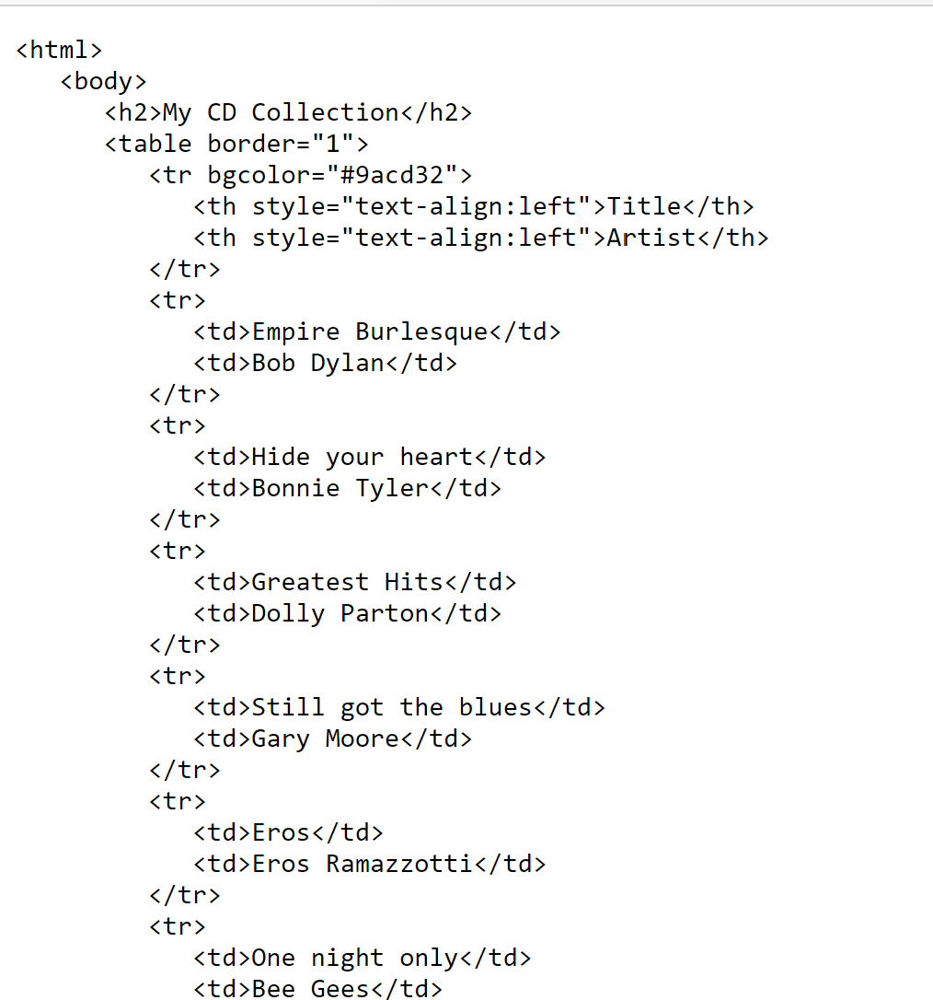 <html>
<body>
<h2>My CD Collection</h2>
<table border="1">
<tr bgcolor="#9acd32">
<th style="text-align:left">Title</th>
<th style="text-align:left">Artist</th>
</tr>
<tr>
<td>Empire Burlesque</td>
<td>Bob Dylan</td>
</tr>
<tr>
<td>Hide your heart</td>
<td>Bonnie Tyler</td>
</tr>
<tr>
<td>Greatest Hits</td>
<td>Dolly Parton</td>
</tr>
<tr>
<td>Still got the blues</td>
<td>Gary Moore</td>
</tr>
<tr>
<td>Eros</td>
<td>Eros Ramazzotti</td>
</tr>
<tr>
<td>One night only</td>
<td>Bee Gees</td>